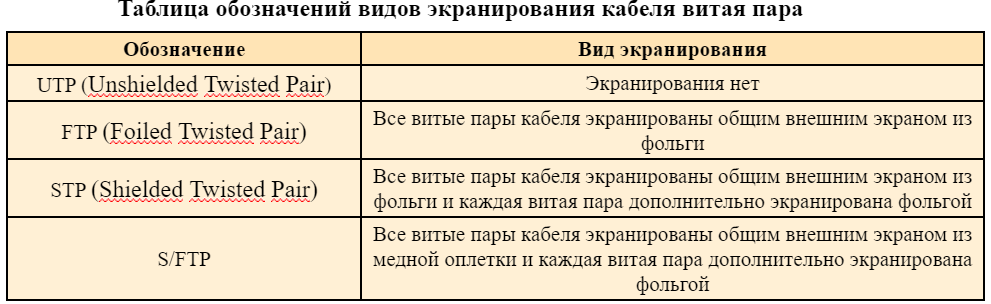 Таблица обозначений видов экранирования кабеля витая пара
Обозначение
Вид экранирования
UTP (Unshielded Twisted Pair)
Экранирования нет
FTP (Foiled Twisted Pair)
Все витые пары кабеля экранированы общим внешним экраном из
фольги
STP (Shielded Twisted Pair)
Все витые пары кабеля экранированы общим внешним экраном из
фольги и каждая витая пара дополнительно экранирована фольгой
S/FTP
Все витые пары кабеля экранированы общим внешним экраном из
медной оплетки и каждая витая пара дополнительно экранирована
фольгой